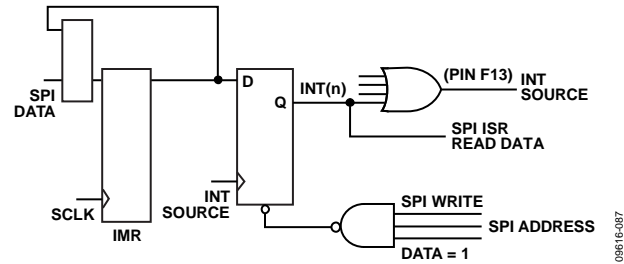 SPI
DATA
SCLK
IMR
D
Q
INT
SOURCE
INT(n)
(PIN F13)
INT
SOURCE
SPI ISR
READ DATA
SPI WRITE
SPI ADDRESS
DATA = 1
09616-087